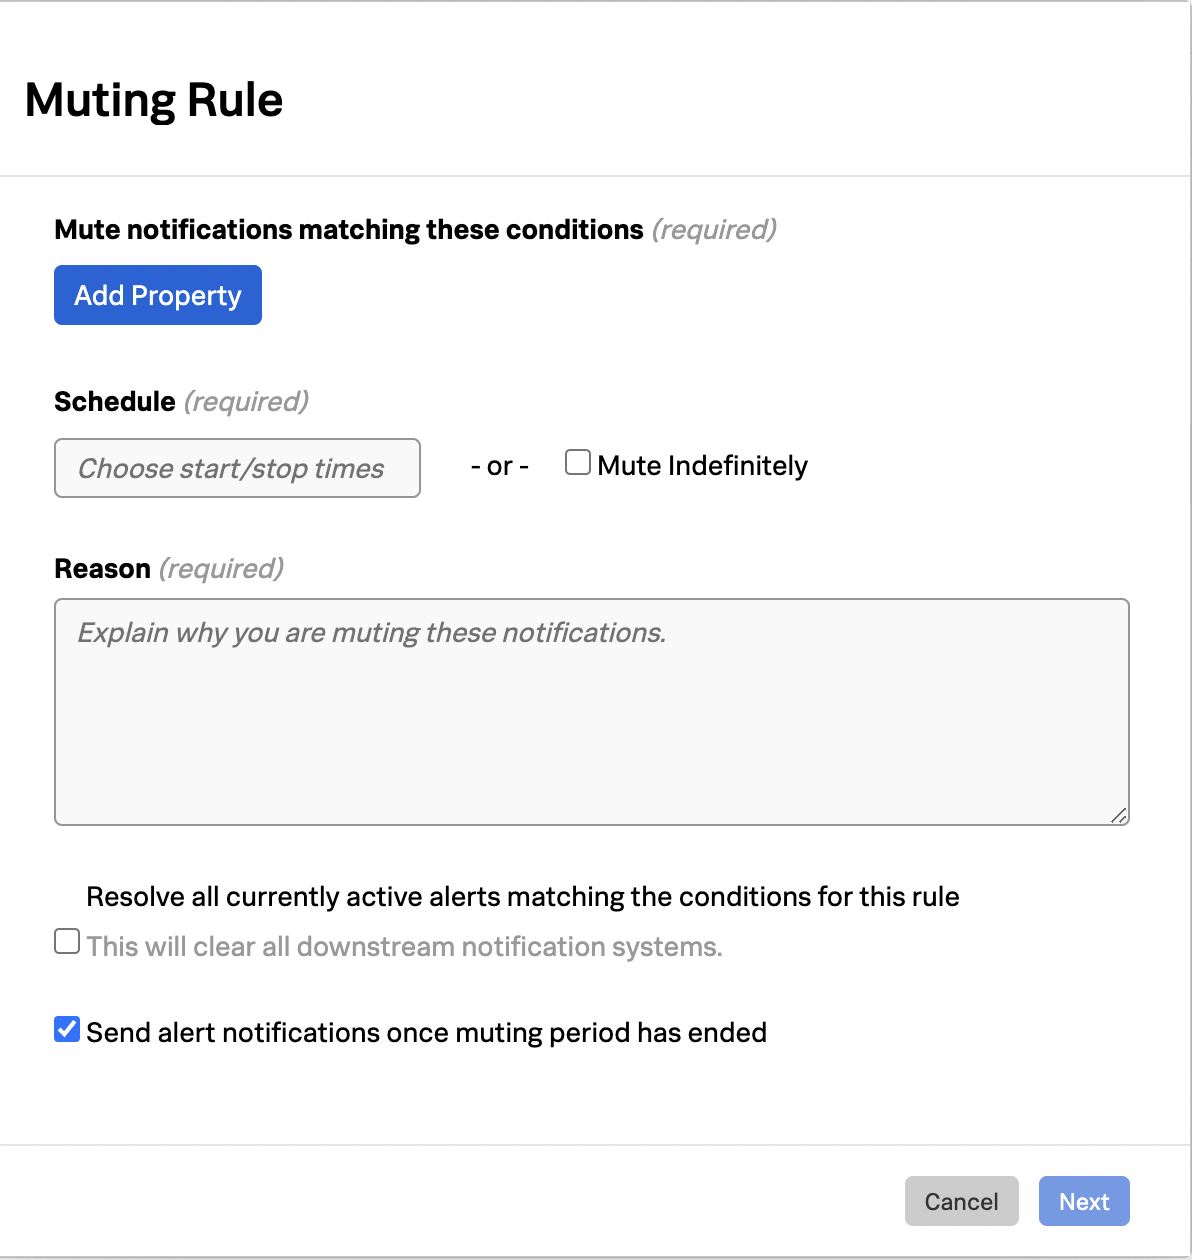 Muting Rule
Mute notifications matching these conditions (required)
Add Property
Schedule (required)
Choose start/stop times - or - Mute Indefinitely
Reason (required)
Explain why you are muting these notifications.
Resolve all currently active alerts matching the conditions for this rule
This will clear all downstream notification systems.
Send alert notifications once muting period has ended
Cancel Next